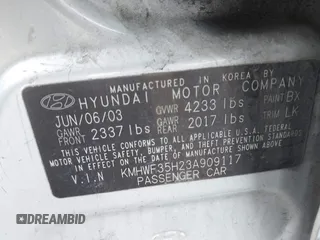 MANUFACTURED IN KOREA BY
HYUNDAI MOTOR COMPANY
JUN/06/03 GVWR 4233 lbs PAINT BX
GAWR FRONT 2337 lbs GAWR REAR 2017 lbs TRIM LK
THIS VEHICLE CONFORMS TO ALL APPLICABLE U.S.A. FEDERAL
MOTOR VEHICLE SAFETY, BUMPER, AND THEFT PREVENTION STANDARDS
IN EFFECT ON THE DATE OF MANUFACTURE SHOWN ABOVE.
V.I.N KMHWF35H23A909117
PASSENGER CAR
DREAMBID